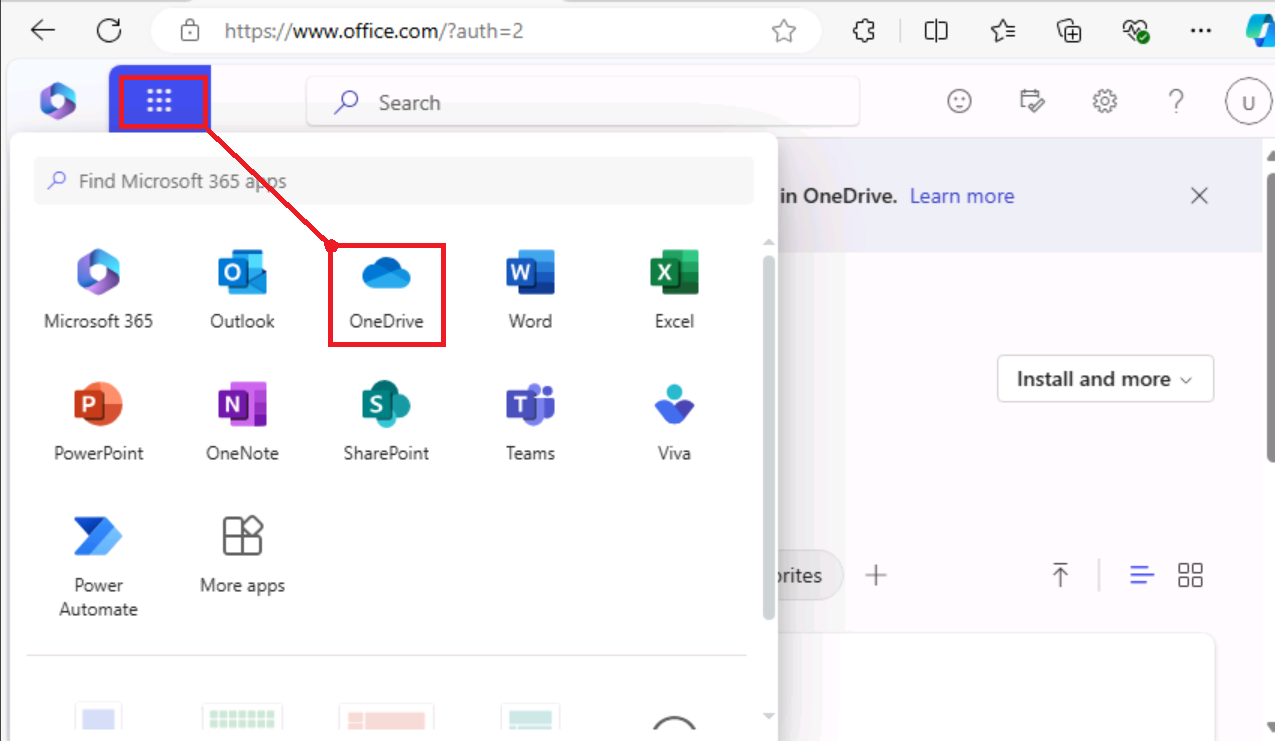 https://www.office.com/?auth=2
Search
U
Find Microsoft 365 apps
in OneDrive. Learn more
Microsoft 365
Outlook
OneDrive
Word
Excel
Install and more
PowerPoint
OneNote
SharePoint
Teams
Viva
Power
Automate
More apps
orites